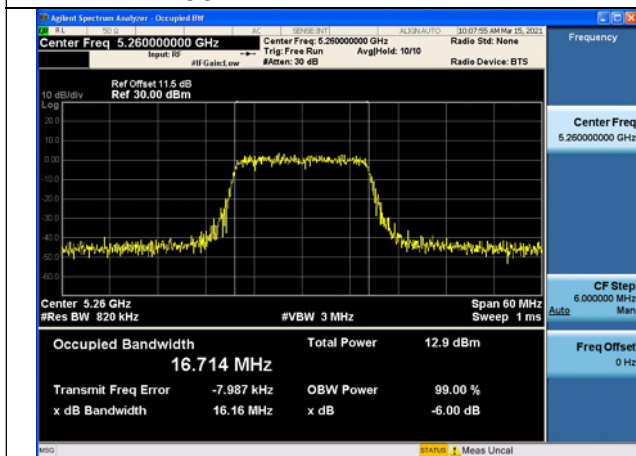 Agilent Spectrum Analyzer - Occupied BW
RL 50 Ω AC SENSE:INT ALIGN AUTO 10:07:55 AM Mar 15, 2021
Center Freq 5.260000000 GHz
Input: RF
#IFGain:Low
Center Freq: 5.260000000 GHz
Trig: Free Run Avg|Hold: 10/10
#Atten: 30 dB
Radio Std: None
Radio Device: BTS
Frequency
Ref Offset 11.5 dB
10 dB/div Ref 30.00 dBm
Log
20.0
10.0
0.00
-10.0
-20.0
-30.0
-40.0
-50.0
-60.0
Center 5.26 GHz Span 60 MHz
#Res BW 820 kHz #VBW 3 MHz Sweep 1 ms
Occupied Bandwidth Total Power 12.9 dBm
16.714 MHz
Transmit Freq Error -7.987 kHz OBW Power 99.00 %
x dB Bandwidth 16.16 MHz x dB -6.00 dB
Center Freq
5.260000000 GHz
CF Step
6.000000 MHz
Auto Man
Freq Offset
0 Hz
MSG STATUS Meas Uncal